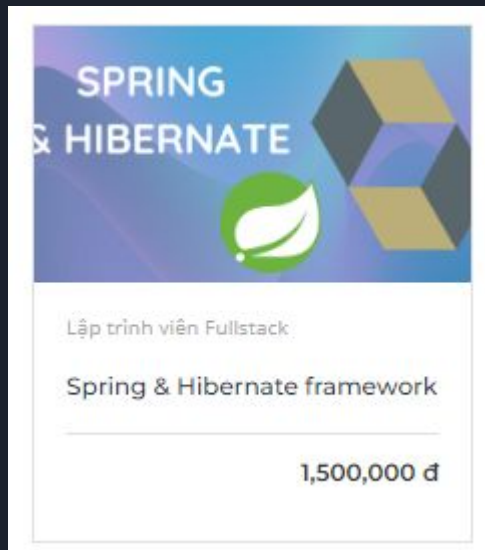 SPRING
& HIBERNATE
Lập trình viên Fullstack
Spring & Hibernate framework
1,500,000 đ